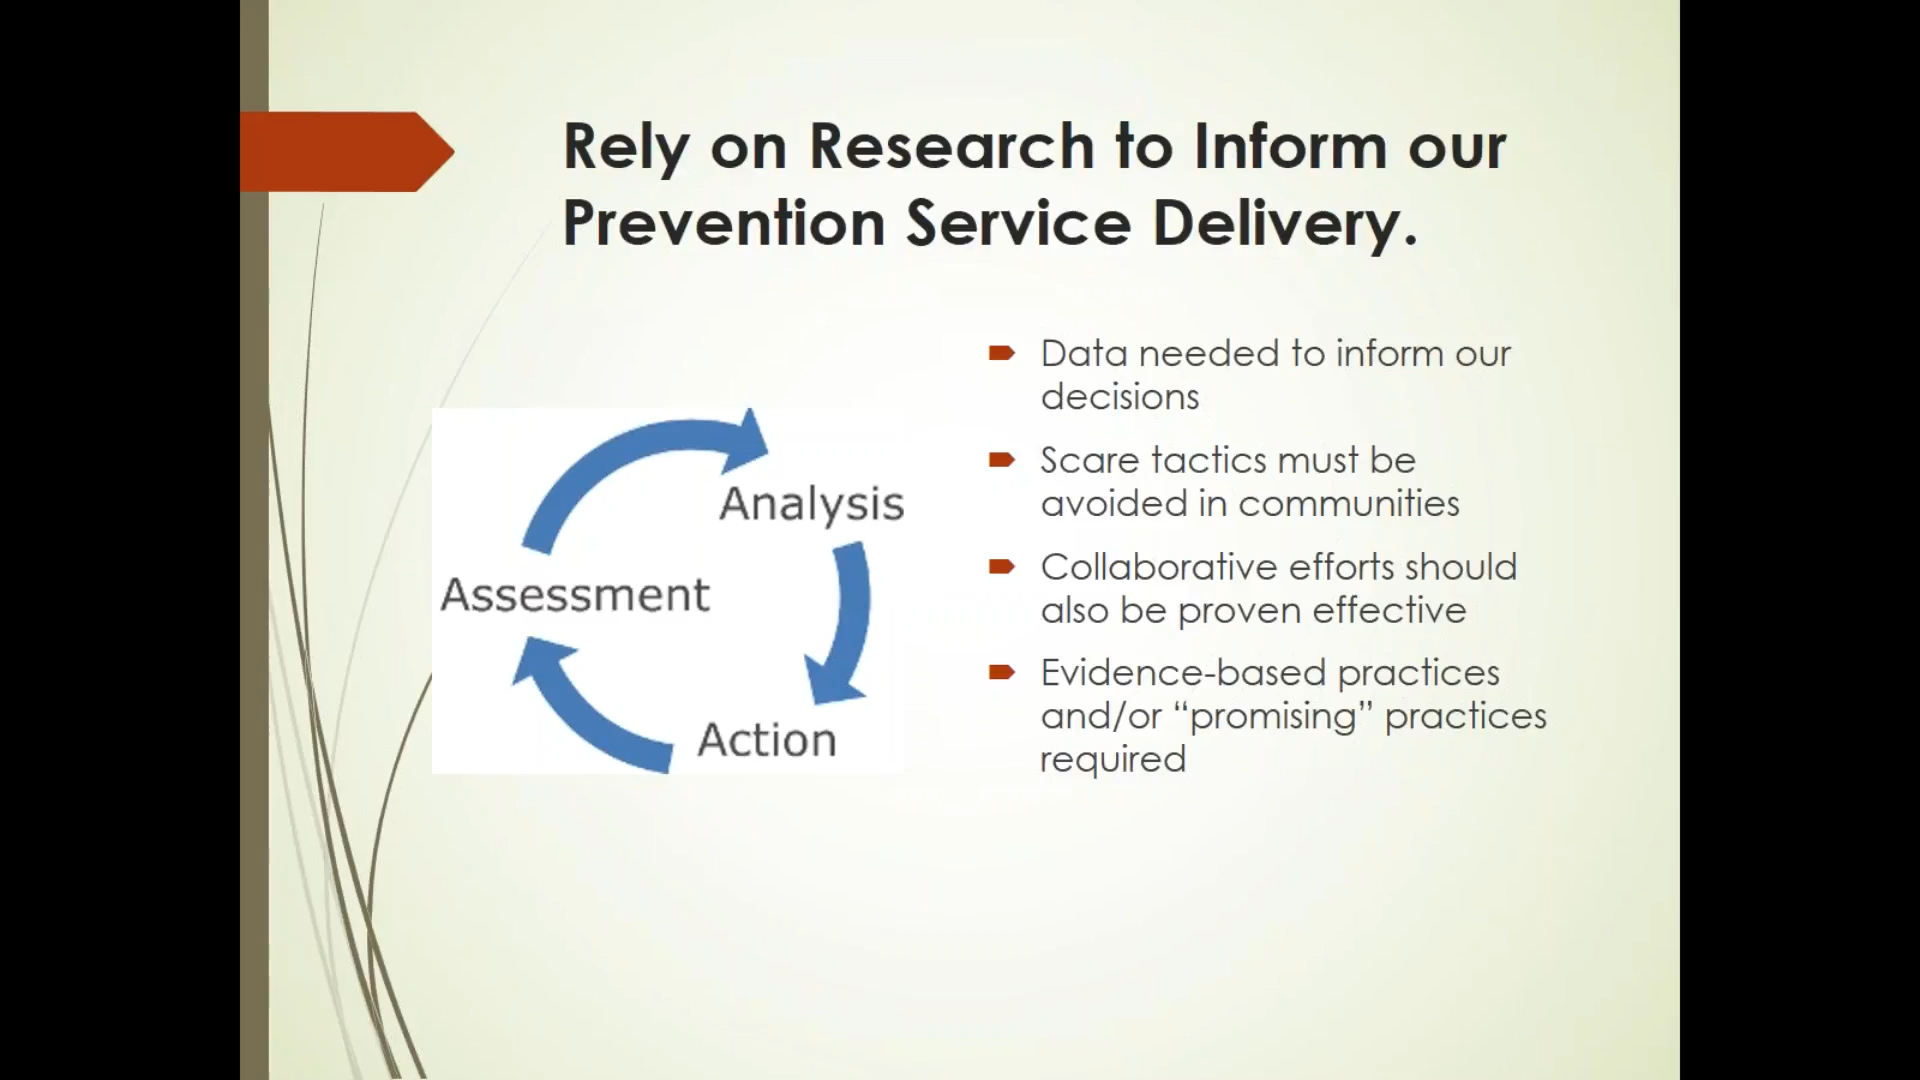 Rely on Research to Inform our
Prevention Service Delivery.
Analysis
Assessment
Action
Data needed to inform our
decisions
Scare tactics must be
avoided in communities
Collaborative efforts should
also be proven effective
Evidence-based practices
and/or “promising” practices
required